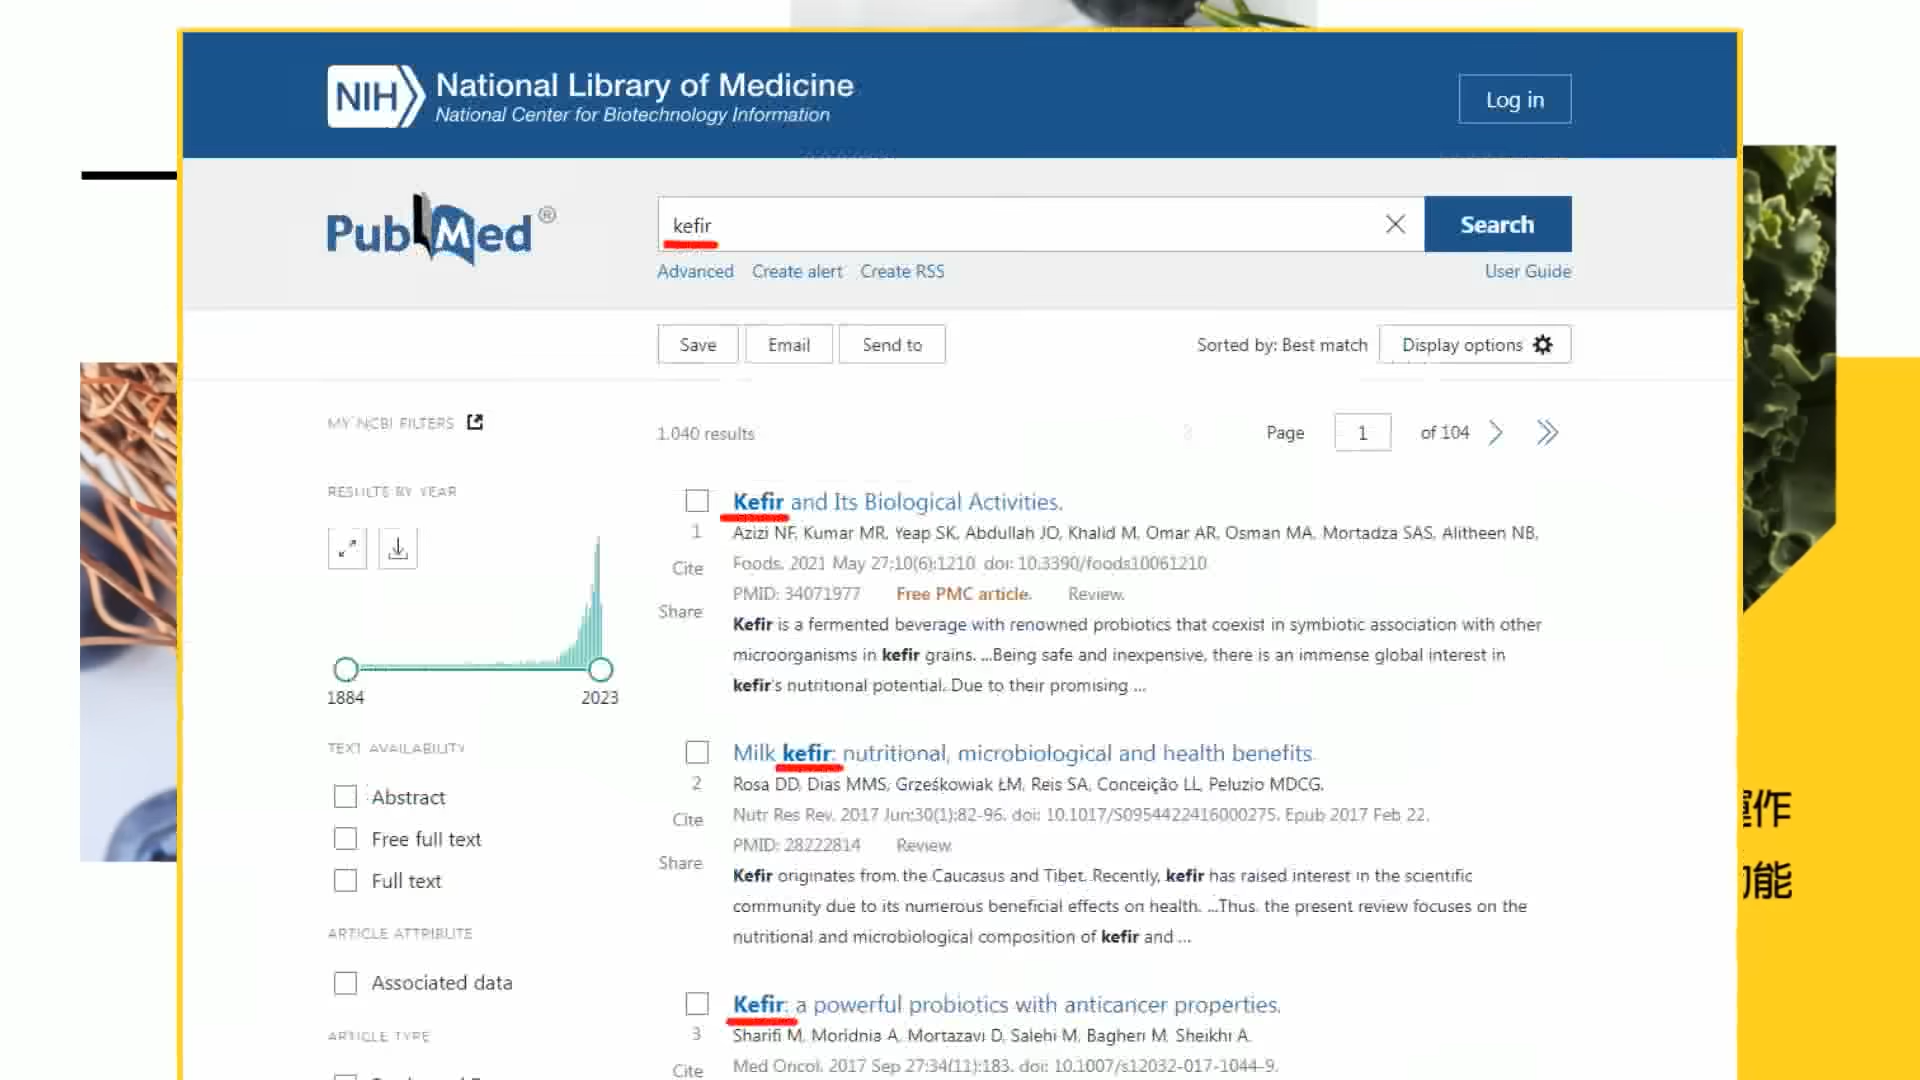 NIH National Library of Medicine
National Center for Biotechnology Information
Log in
PubMed®
kefir
Search
Advanced Create alert Create RSS
User Guide
Save Email Send to
Sorted by: Best match Display options
MY NCBI FILTERS
1.040 results
Page 1 of 104
RESULTS BY YEAR
1884 2023
TEXT AVAILABILITY
Abstract
Free full text
Full text
ARTICLE ATTRIBUTE
Associated data
ARTICLE TYPE
Kefir and Its Biological Activities.
1 Azizi NF, Kumar MR, Yeap SK, Abdullah JO, Khalid M, Omar AR, Osman MA, Mortadza SAS, Alitheen NB.
Cite Foods. 2021 May 27;10(6):1210. doi: 10.3390/foods10061210
PMID: 34071977 Free PMC article. Review.
Share Kefir is a fermented beverage with renowned probiotics that coexist in symbiotic association with other
microorganisms in kefir grains. ...Being safe and inexpensive, there is an immense global interest in
kefir's nutritional potential. Due to their promising ...
Milk kefir: nutritional, microbiological and health benefits.
2 Rosa DD, Dias MMS, Grześkowiak ŁM, Reis SA, Conceição LL, Peluzio MDCG.
Cite Nutr Res Rev. 2017 Jun;30(1):82-96. doi: 10.1017/S0954422416000275. Epub 2017 Feb 22.
PMID: 28222814 Review.
Share Kefir originates from the Caucasus and Tibet. Recently, kefir has raised interest in the scientific
community due to its numerous beneficial effects on health. ...Thus, the present review focuses on the
nutritional and microbiological composition of kefir and ...
Kefir: a powerful probiotics with anticancer properties.
3 Sharifi M, Moridnia A, Mortazavi D, Salehi M, Bagheri M, Sheikhi A.
Cite Med Oncol. 2017 Sep 27;34(11):183. doi: 10.1007/s12032-017-1044-9.
作
能